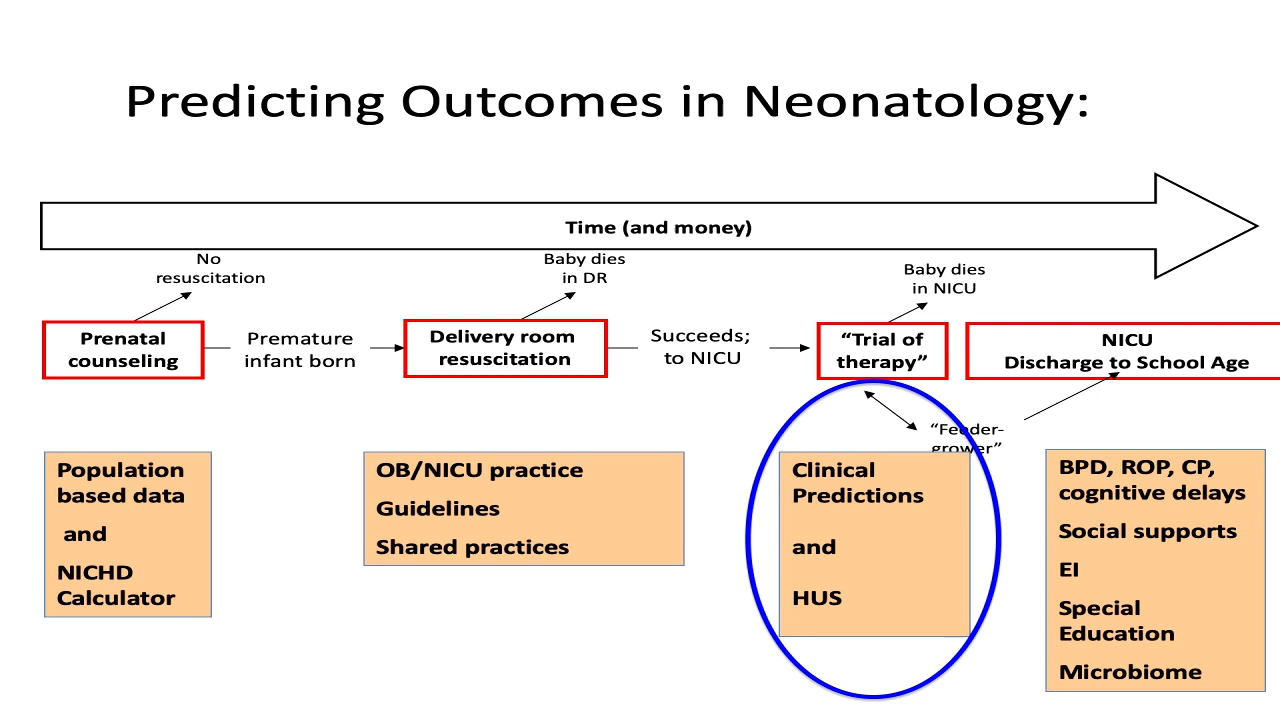 Predicting Outcomes in Neonatology:
Time (and money)
No
resuscitation
Baby dies
in DR
Baby dies
in NICU
Prenatal
counseling
Premature
infant born
Delivery room
resuscitation
Succeeds;
to NICU
“Trial of
therapy”
NICU
Discharge to School Age
“Feeder-
grower”
Population
based data
and
NICHD
Calculator
OB/NICU practice
Guidelines
Shared practices
Clinical
Predictions
and
HUS
BPD, ROP, CP,
cognitive delays
Social supports
EI
Special
Education
Microbiome